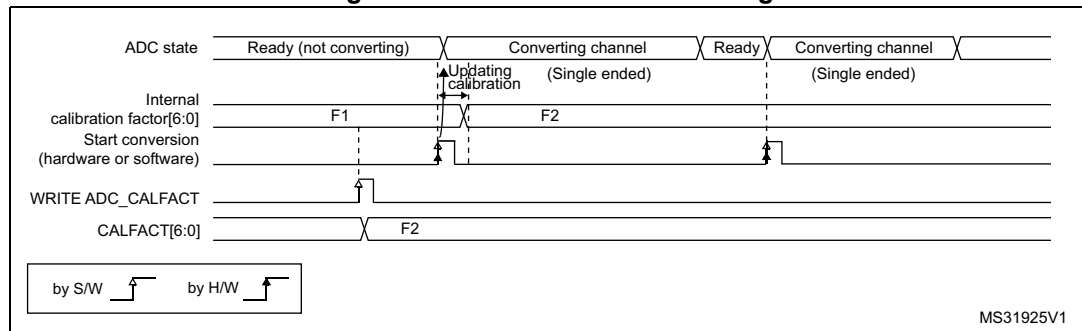 ADC state Ready (not converting) Converting channel Ready Converting channel
Updating (Single ended) (Single ended)
calibration
Internal
calibration factor[6:0] F1 F2
Start conversion
(hardware or software)
WRITE ADC_CALFACT
CALFACT[6:0] F2
by S/W by H/W
MS31925V1